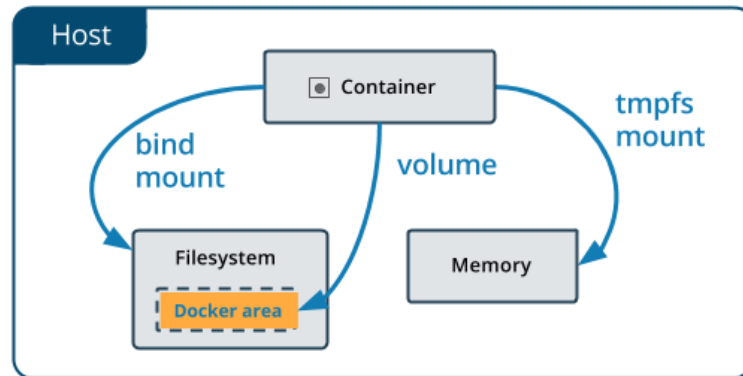 Host
Container
bind
mount
volume
tmpfs
mount
Filesystem
Docker area
Memory